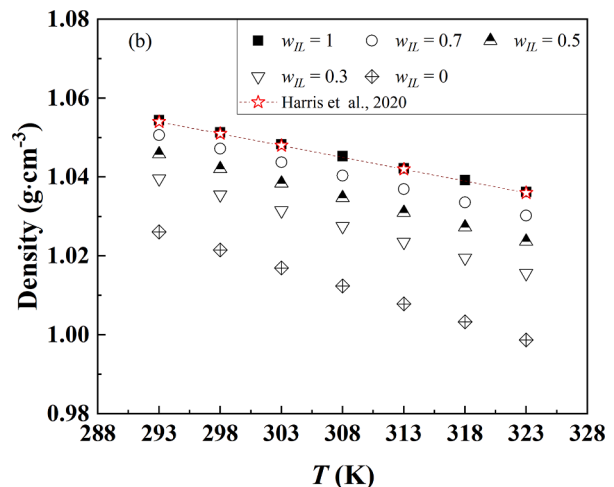 (b)
w_IL = 1
w_IL = 0.7
w_IL = 0.5
w_IL = 0.3
w_IL = 0
Harris et al., 2020
Density (g·cm⁻³)
1.08
1.06
1.04
1.02
1.00
0.98
288 293 298 303 308 313 318 323 328
T (K)